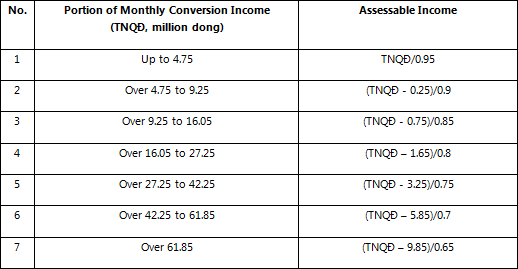 No. Portion of Monthly Conversion Income Assessable Income
(TNQĐ, million dong)
1 Up to 4.75 TNQĐ/0.95
2 Over 4.75 to 9.25 (TNQĐ - 0.25)/0.9
3 Over 9.25 to 16.05 (TNQĐ - 0.75)/0.85
4 Over 16.05 to 27.25 (TNQĐ – 1.65)/0.8
5 Over 27.25 to 42.25 (TNQĐ - 3.25)/0.75
6 Over 42.25 to 61.85 (TNQĐ – 5.85)/0.7
7 Over 61.85 (TNQĐ – 9.85)/0.65